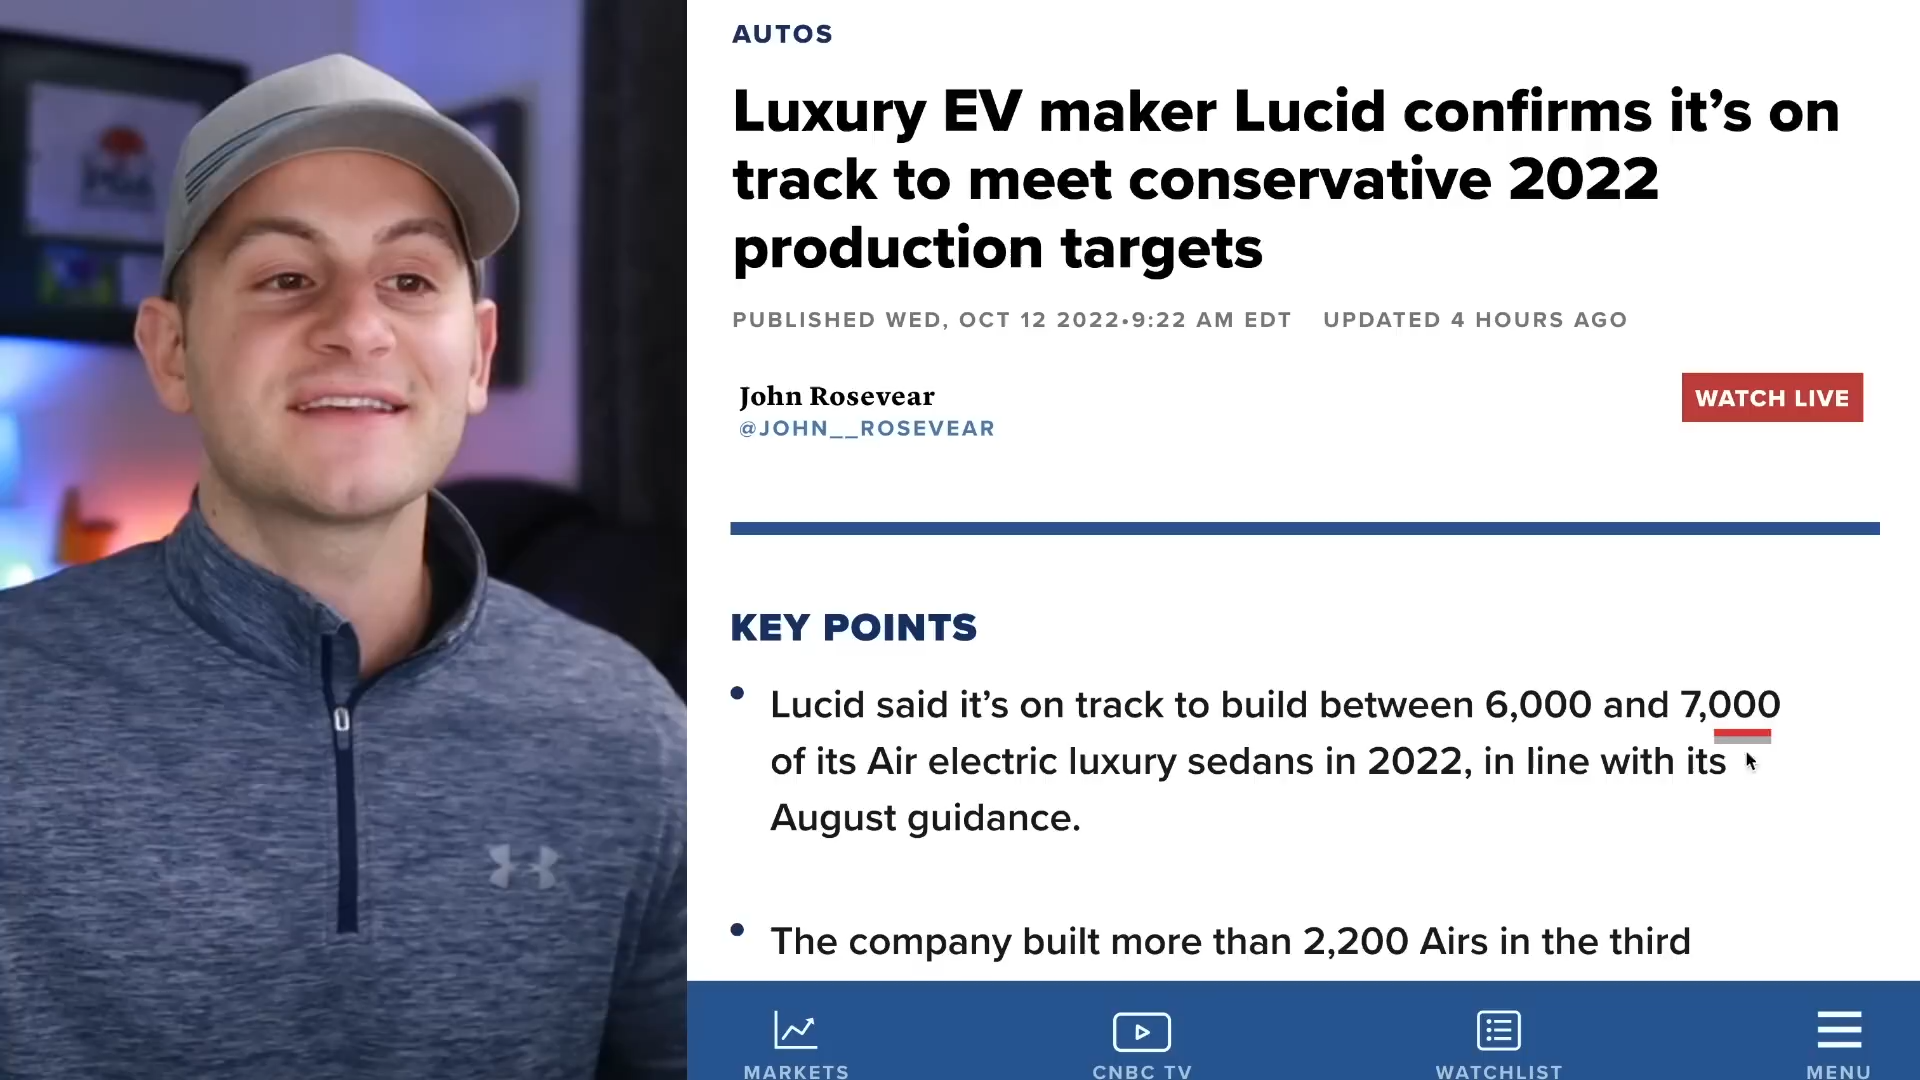 AUTOS
Luxury EV maker Lucid confirms it’s on
track to meet conservative 2022
production targets
PUBLISHED WED, OCT 12 2022•9:22 AM EDT UPDATED 4 HOURS AGO
John Rosevear
@JOHN__ROSEVEAR
WATCH LIVE
KEY POINTS
• Lucid said it’s on track to build between 6,000 and 7,000
of its Air electric luxury sedans in 2022, in line with its
August guidance.
• The company built more than 2,200 Airs in the third
MARKETS
CNBC TV
WATCHLIST
MENU